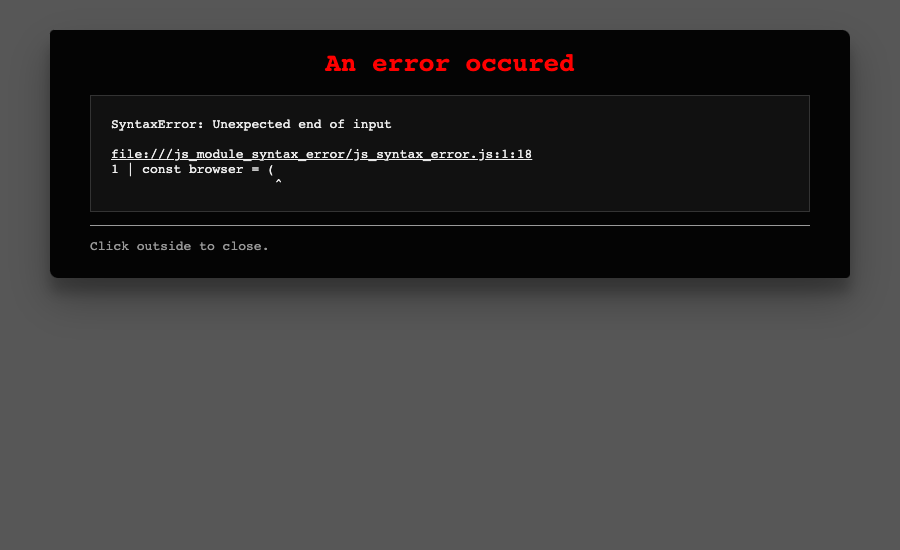 An error occured
SyntaxError: Unexpected end of input
file:///js_module_syntax_error/js_syntax_error.js:1:18
1 | const browser = (
^
Click outside to close.